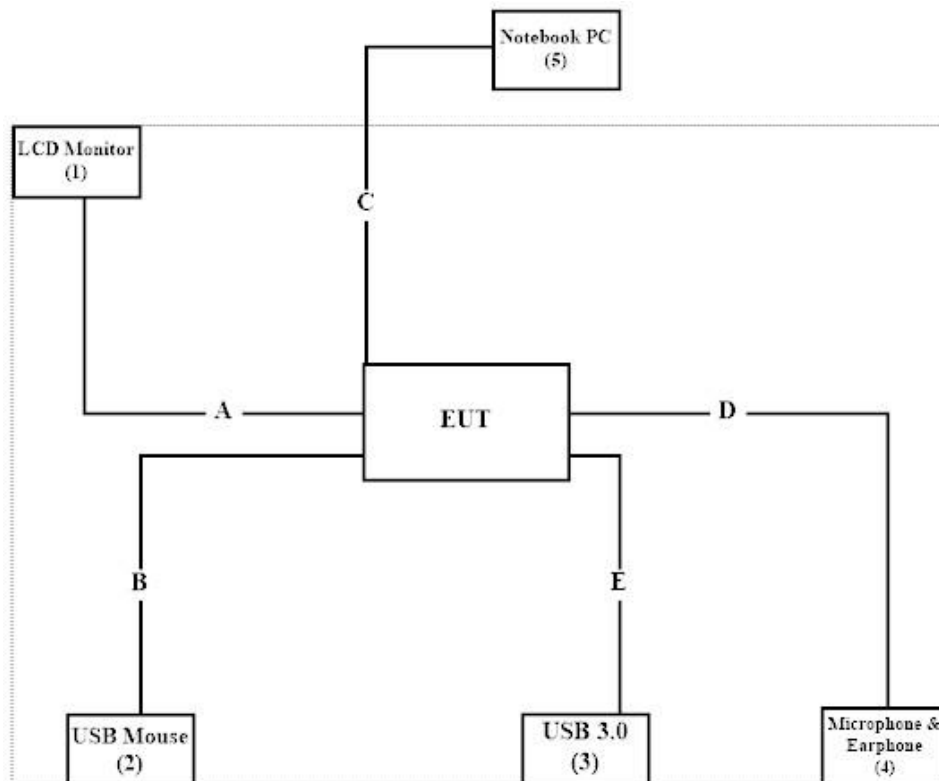 Notebook PC
(5)
LCD Monitor
(1)
C
EUT
A
D
B
E
USB Mouse
(2)
USB 3.0
(3)
Microphone &
Earphone
(4)